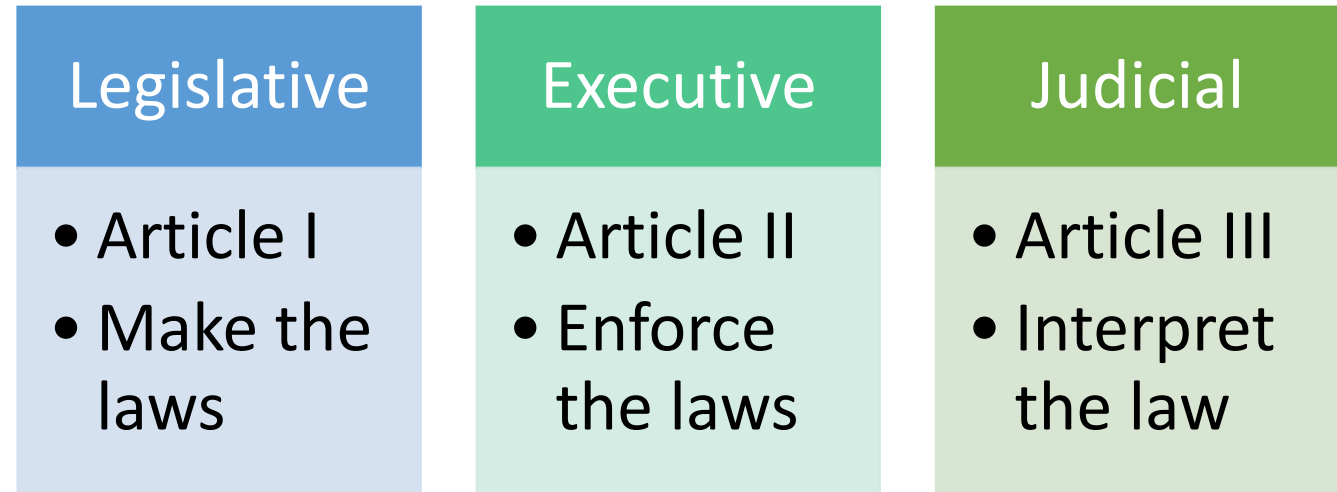 Legislative
• Article I
• Make the
laws
Executive
• Article II
• Enforce
the laws
Judicial
• Article III
• Interpret
the law